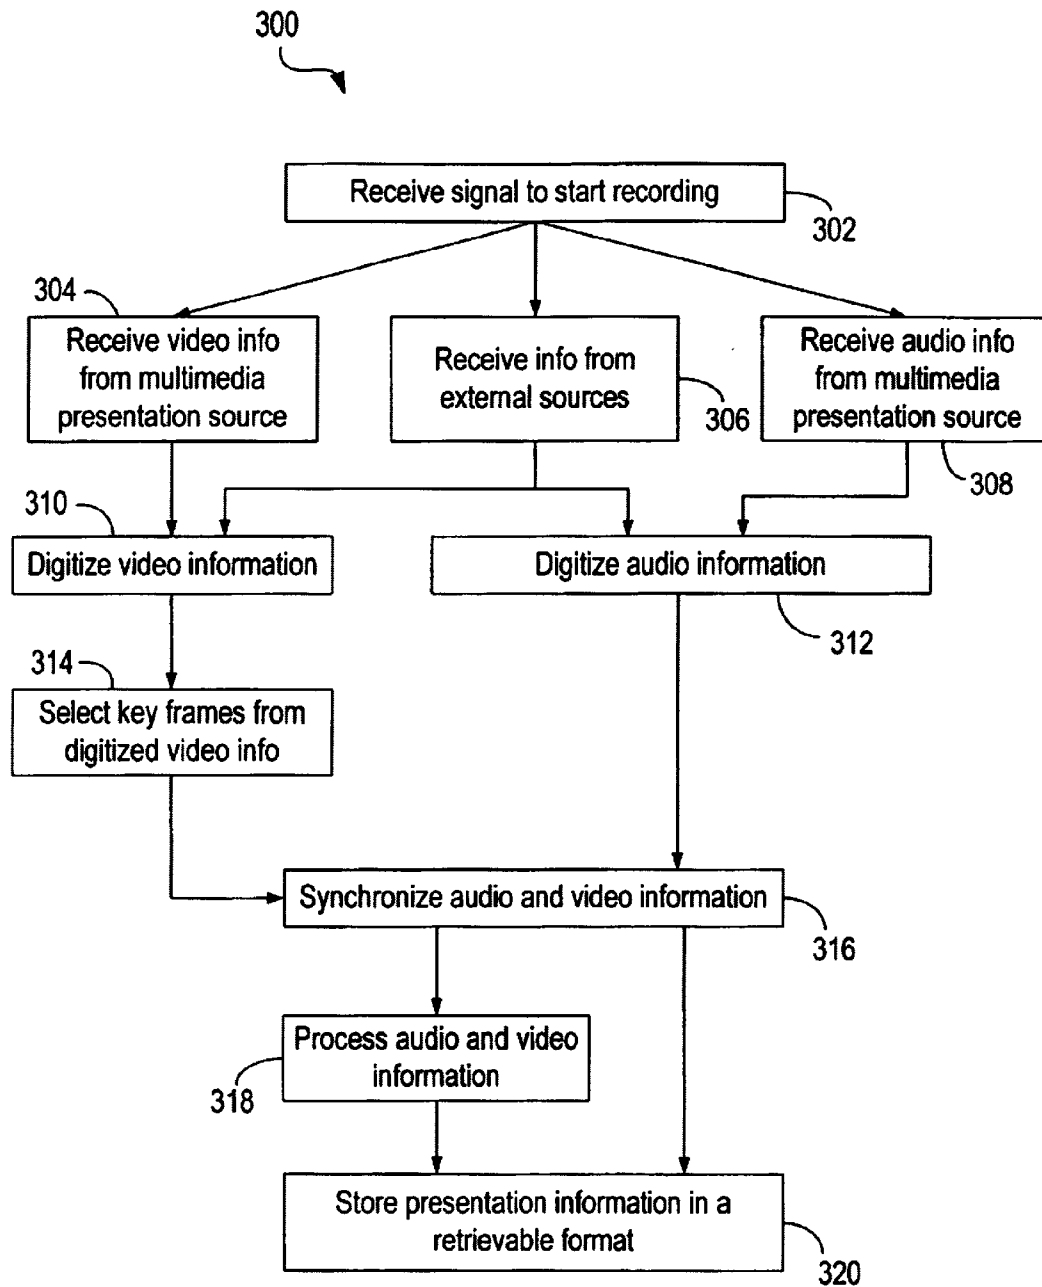 300
Receive signal to start recording
302
304
Receive video info
from multimedia
presentation source
Receive info from
external sources
306
Receive audio info
from multimedia
presentation source
308
310
Digitize video information
Digitize audio information
312
314
Select key frames from
digitized video info
Synchronize audio and video information
316
Process audio and video
information
318
Store presentation information in a
retrievable format
320